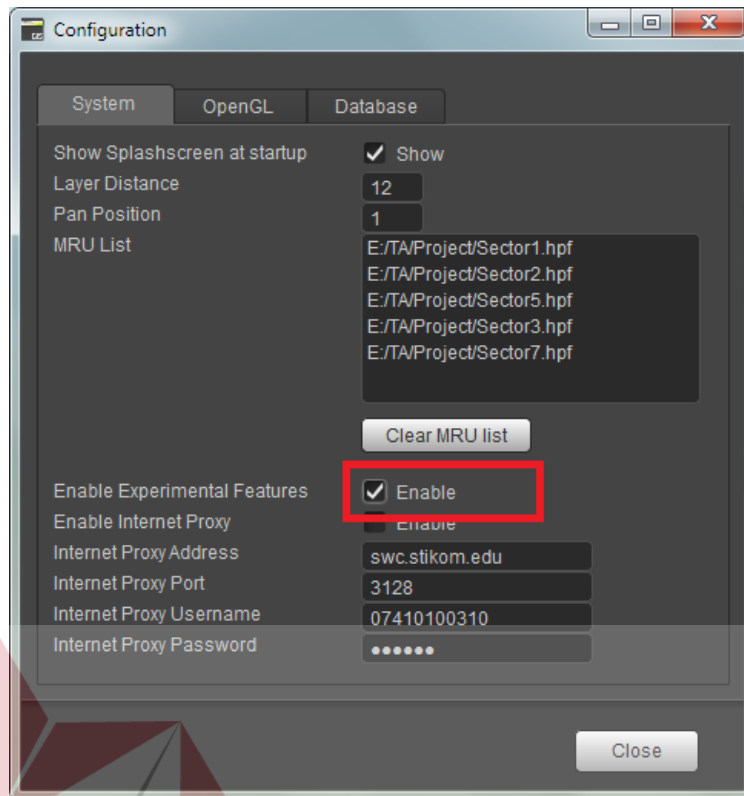 Configuration
System OpenGL Database
Show Splashscreen at startup Show
Layer Distance 12
Pan Position 1
MRU List E:/TA/Project/Sector1.hpf
E:/TA/Project/Sector2.hpf
E:/TA/Project/Sector5.hpf
E:/TA/Project/Sector3.hpf
E:/TA/Project/Sector7.hpf
Clear MRU list
Enable Experimental Features Enable
Enable Internet Proxy Enable
Internet Proxy Address swc.stikom.edu
Internet Proxy Port 3128
Internet Proxy Username 07410100310
Internet Proxy Password ●●●●●●
Close